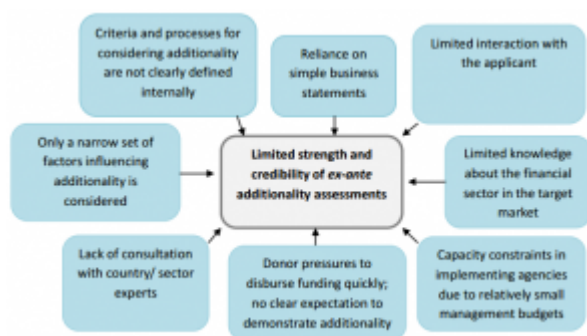 Criteria and processes for
considering additionality
are not clearly defined
internally
Reliance on
simple business
statements
Limited interaction with
the applicant
Only a narrow set of
factors influencing
additionality is
considered
Limited strength and
credibility of ex-ante
additionality assessments
Limited knowledge
about the financial
sector in the target
market
Lack of consultation
with country/ sector
experts
Donor pressures to
disburse funding quickly;
no clear expectation to
demonstrate additionality
Capacity constraints in
implementing agencies
due to relatively small
management budgets